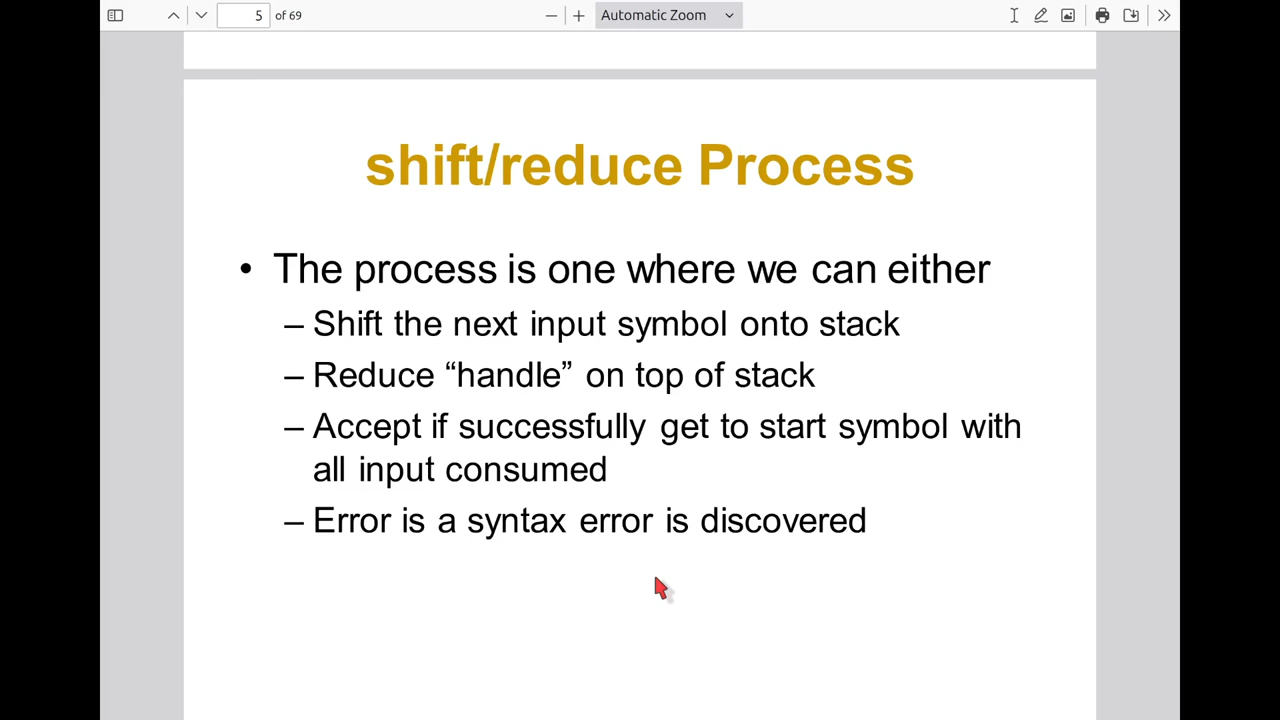 5 of 69 Automatic Zoom
shift/reduce Process
• The process is one where we can either
– Shift the next input symbol onto stack
– Reduce “handle” on top of stack
– Accept if successfully get to start symbol with
all input consumed
– Error is a syntax error is discovered